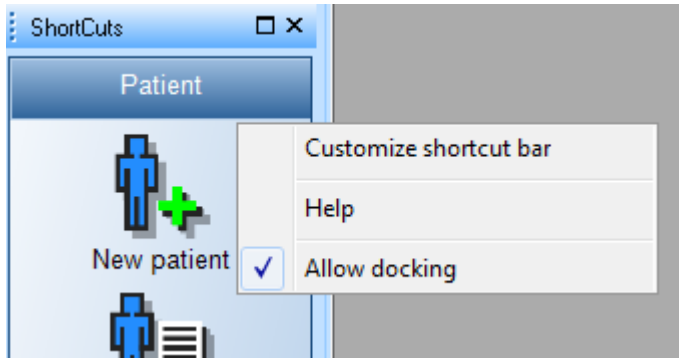 ShortCuts
Patient
Customize shortcut bar
Help
New patient
Allow docking